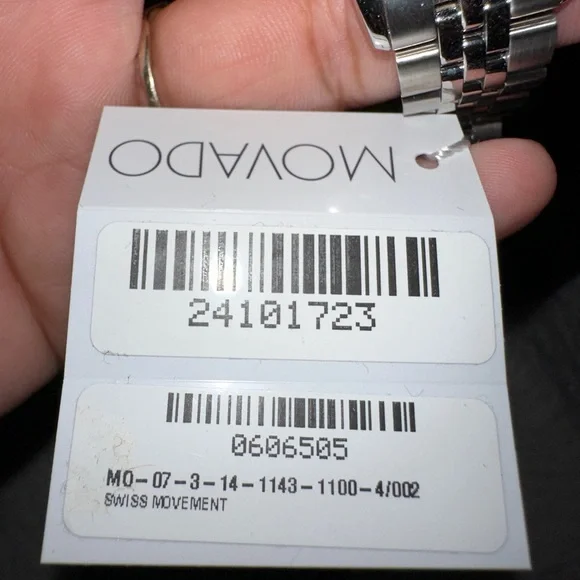 MOVADO
24101723
0606505
MO-07-3-14-1143-1100-4/002
SWISS MOVEMENT